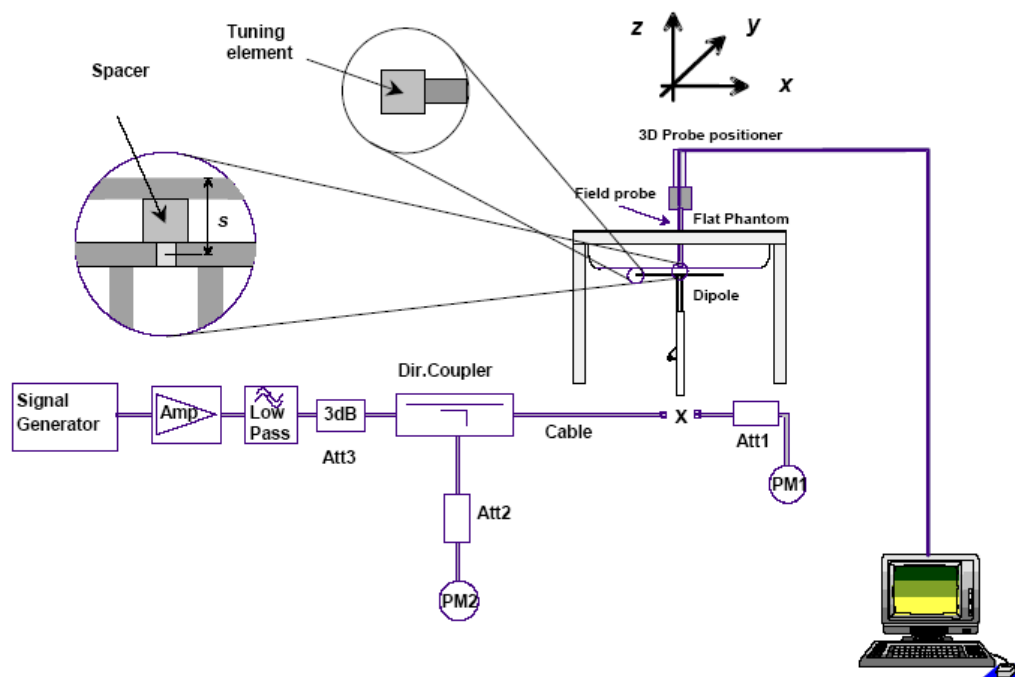 Tuning
element
Spacer
s
z
y
x
3D Probe positioner
Field probe
Flat Phantom
Dipole
Dir.Coupler
Signal
Generator
Amp
Low
Pass
3dB
Att3
Cable
X
Att1
PM1
Att2
PM2